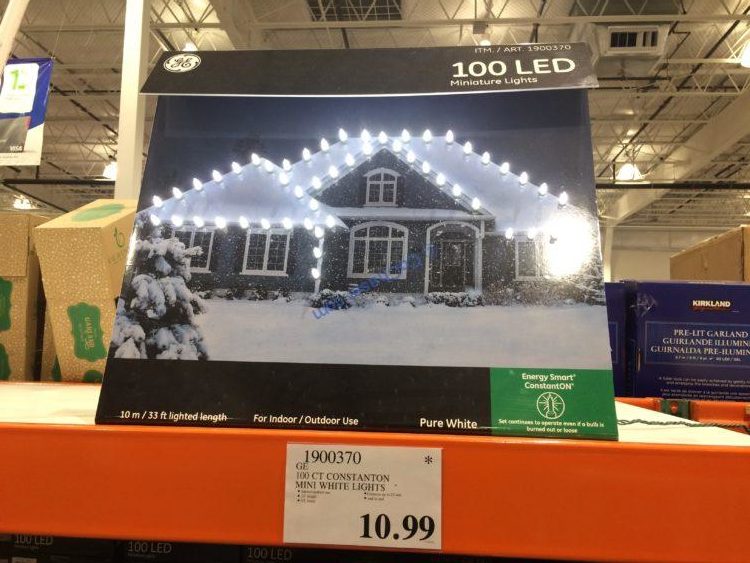 GE
ITM. / ART. 1900370
100 LED
Miniature Lights
VISA
KIRKLAND
PRE-LIT GARLAND
GUIRLANDE ILLUMIN
GUIRNALDA PRE-ILUMIN
Energy Smart®
ConstantON®
Set continues to operate even if a bulb is
burned out or loose
10 m / 33 ft lighted length
For Indoor / Outdoor Use
Pure White
1900370 *
GE
100 CT CONSTANTON
MINI WHITE LIGHTS
10.99
100 LED
100 LED
100 LED